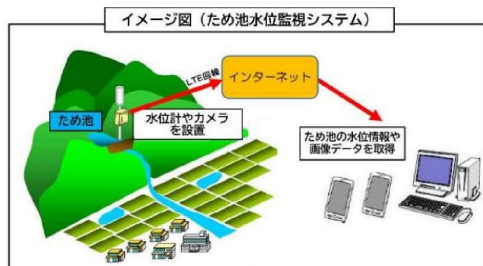 イメージ図（ため池水位監視システム）
LTE回線
インターネット
ため池
水位計やカメラ
を設置
ため池の水位情報や
画像データを取得